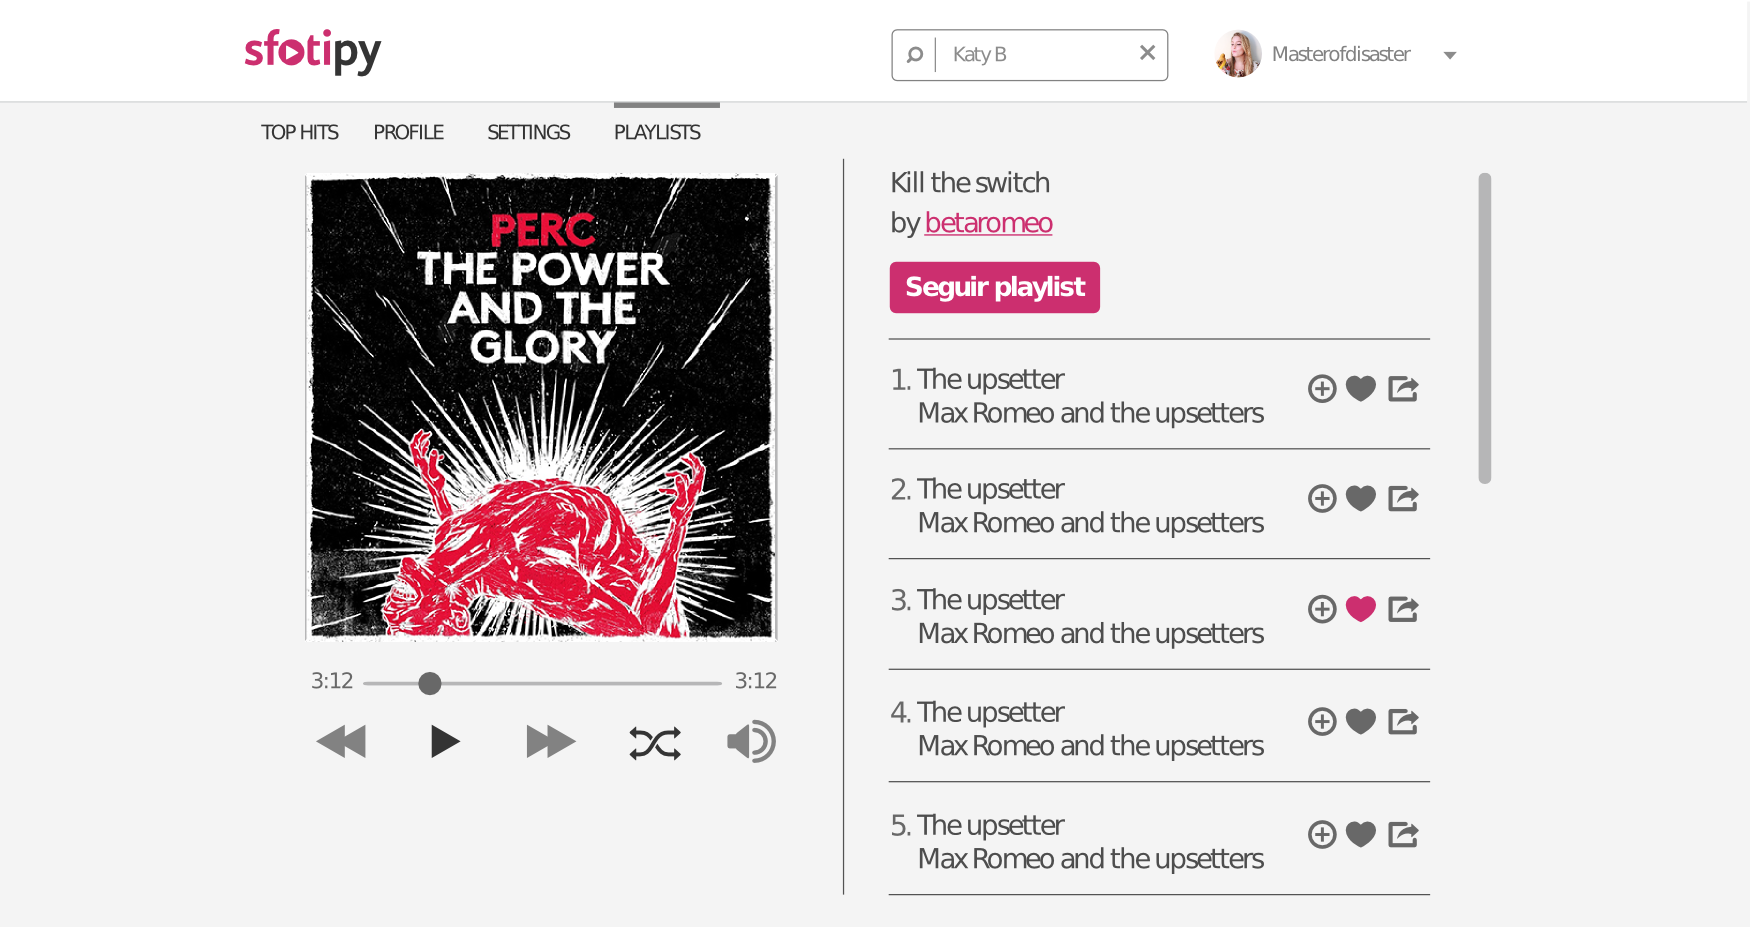 sfotipy
Katy B
Masterofdisaster
TOP HITS
PROFILE
SETTINGS
PLAYLISTS
PERC
THE POWER
AND THE
GLORY
3:12
3:12
Kill the switch
by betaromeo
Seguir playlist
1. The upsetter
Max Romeo and the upsetters
2. The upsetter
Max Romeo and the upsetters
3. The upsetter
Max Romeo and the upsetters
4. The upsetter
Max Romeo and the upsetters
5. The upsetter
Max Romeo and the upsetters